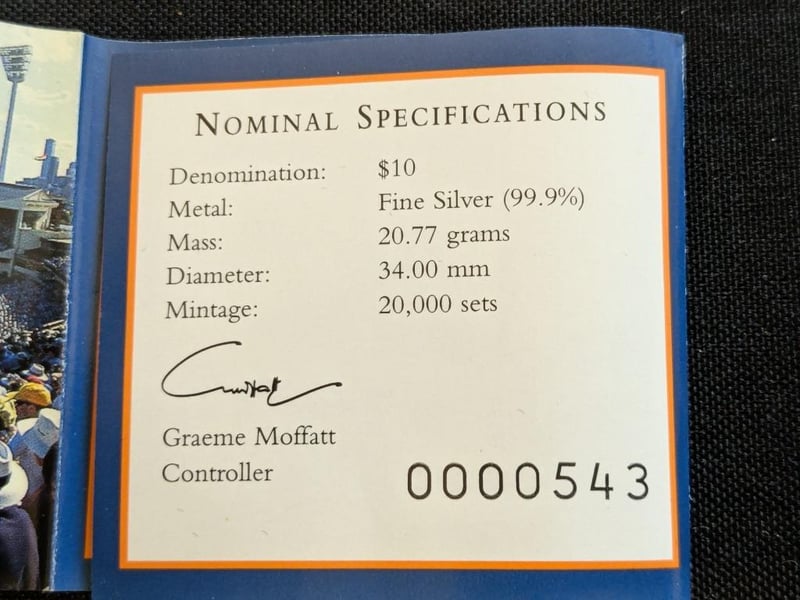 NOMINAL SPECIFICATIONS
Denomination: $10
Metal: Fine Silver (99.9%)
Mass: 20.77 grams
Diameter: 34.00 mm
Mintage: 20,000 sets
Graeme Moffatt
Controller
0000543